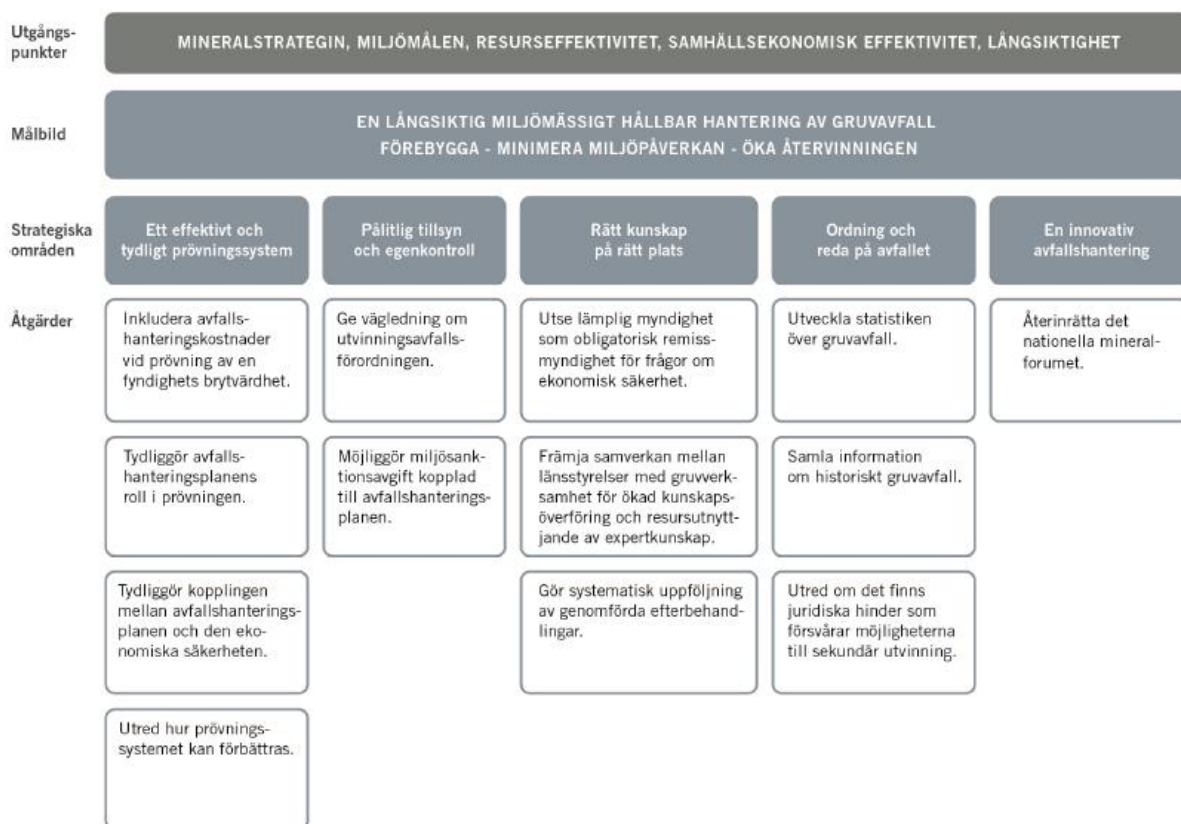 Utgångs-
punkter
MINERALSTRATEGIN, MILJÖMÅLEN, RESURSEFFEKTIVITET, SAMHÄLLSEKONOMISK EFFEKTIVITET, LÅNGSIKTIGHET
Målbild
EN LÅNGSIKTIG MILJÖMÄSSIGT HÅLLBAR HANTERING AV GRUVAVFALL
FÖREBYGGA - MINIMERA MILJÖPÅVERKAN - ÖKA ÅTERVINNINGEN
Strategiska
områden
Ett effektivt och
tydligt prövningssystem
Pålitlig tillsyn
och egenkontroll
Rätt kunskap
på rätt plats
Ordning och
reda på avfallet
En innovativ
avfallshantering
Åtgärder
Inkludera avfalls-
hanteringskostnader
vid prövning av en
fyndighets brytvärdhet.
Ge vägledning om
utvinningsavfalls-
förordningen.
Utse lämplig myndighet
som obligatorisk remiss-
myndighet för frågor om
ekonomisk säkerhet.
Utveckla statistiken
över gruvavfall.
Återinrätta det
nationella mineral-
forumet.
Tydliggör avfalls-
hanteringsplanens
roll i prövningen.
Möjliggör miljösank-
tionsavgift kopplad
till avfallshanterings-
planen.
Främja samverkan mellan
länsstyrelser med gruvverk-
samhet för ökad kunskaps-
överföring och resursutnytt-
jande av expertkunskap.
Samla information
om historiskt gruvavfall.
Tydliggör kopplingen
mellan avfallshanterings-
planen och den eko-
nomiska säkerheten.
Gör systematisk uppföljning
av genomförda efterbehand-
lingar.
Utred om det finns
juridiska hinder som
försvårar möjligheterna
till sekundär utvinning.
Utred hur prövnings-
systemet kan förbättras.